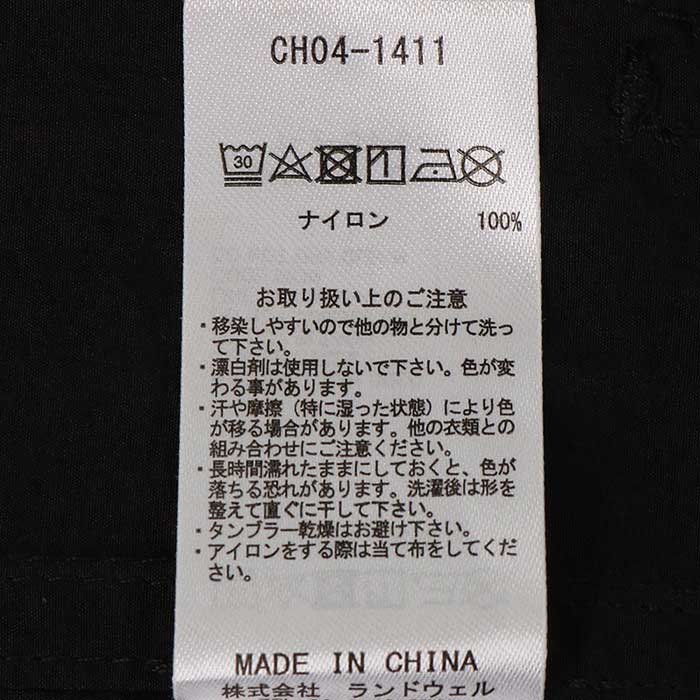 CH04-1411
30
ナイロン 100%
お取り扱い上のご注意
・移染しやすいので他の物と分けて洗っ
て下さい。
・漂白剤は使用しないで下さい。色が変
わる事があります。
・汗や摩擦（特に湿った状態）により色
が移る場合があります。他の衣類との
組み合わせにご注意ください。
・長時間濡れたままにしておくと、色が
落ちる恐れがあります。洗濯後は形を
整えて直ぐに干して下さい。
・タンブラー乾燥はお避け下さい。
・アイロンをする際は当て布をしてくだ
さい。
MADE IN CHINA
株式会社 ランドウェル